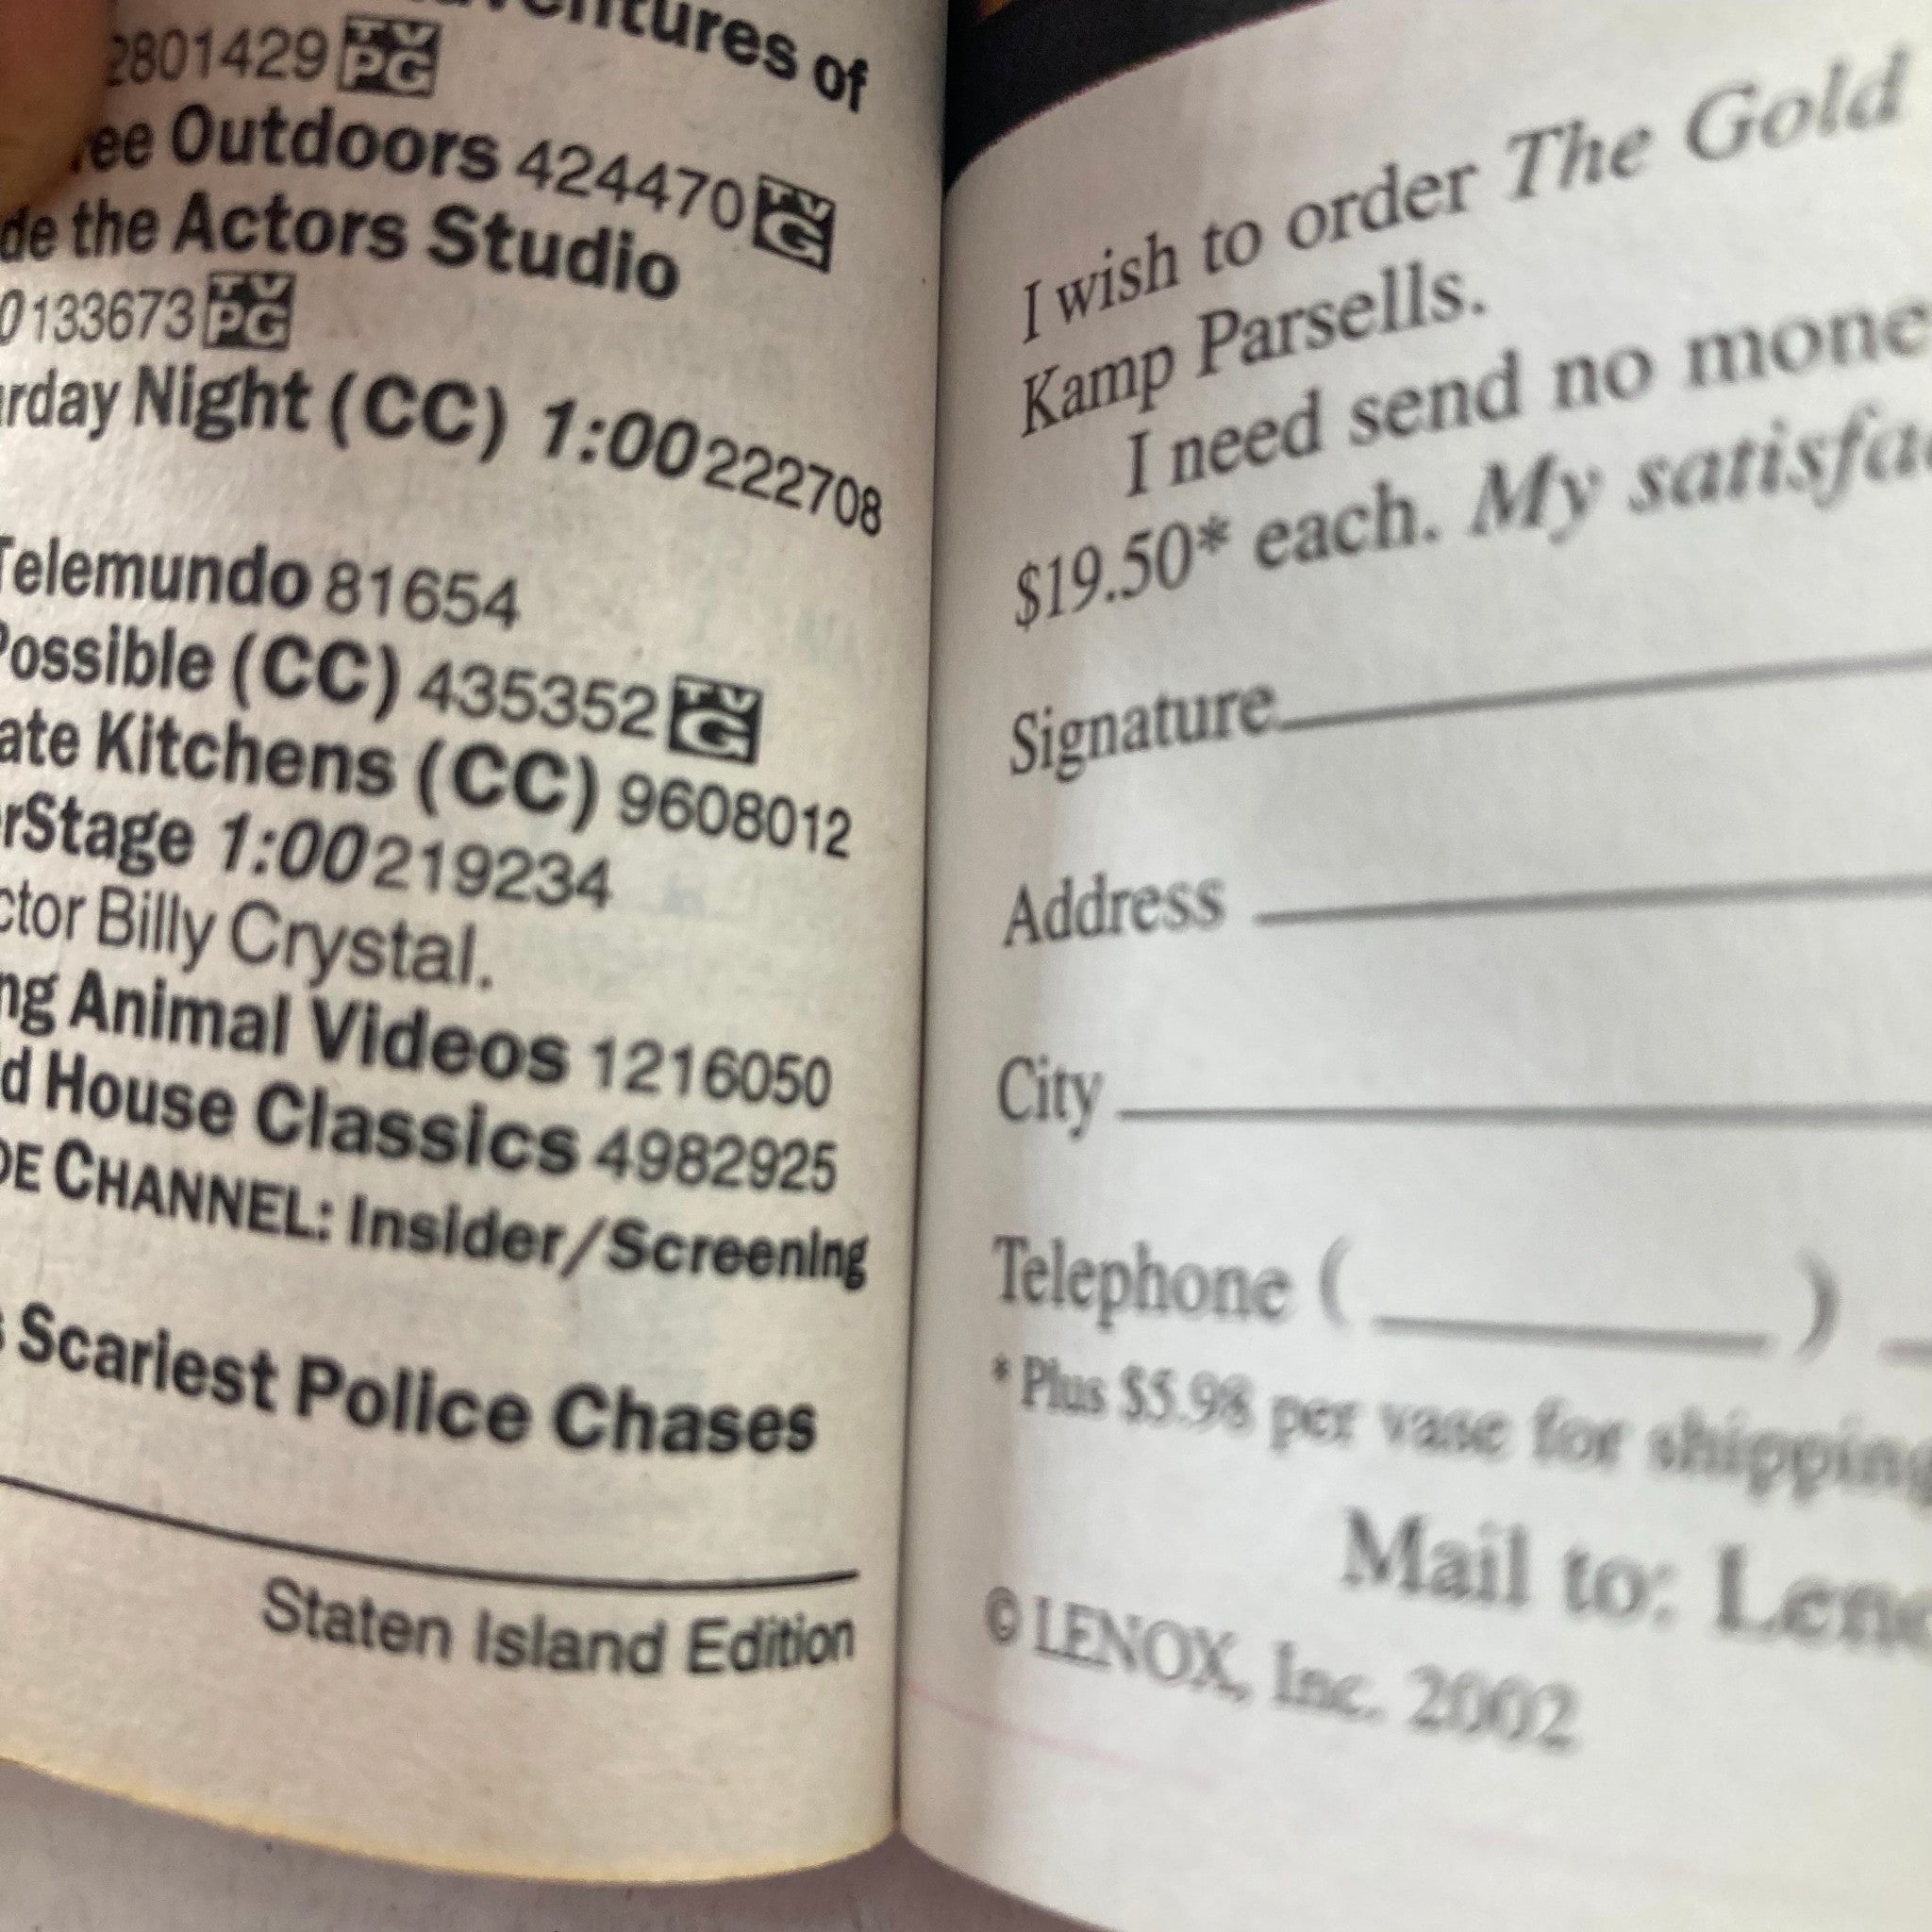 ventures of
2801429 TV PG
ree Outdoors 424470 TV G
de the Actors Studio
0133673 TV PG
rday Night (CC) 1:00 222708
Telemundo 81654
Possible (CC) 435352 TV G
ate Kitchens (CC) 9608012
rStage 1:00 219234
ctor Billy Crystal.
ng Animal Videos 1216050
d House Classics 4982925
DE CHANNEL: Insider/Screening
s Scariest Police Chases
Staten Island Edition
I wish to order The Gold
Kamp Parsells.
I need send no mone
$19.50* each. My satisfa
Signature
Address
City
Telephone ( )
* Plus $5.98 per vase for shipping
Mail to: Leno
© LENOX, Inc. 2002